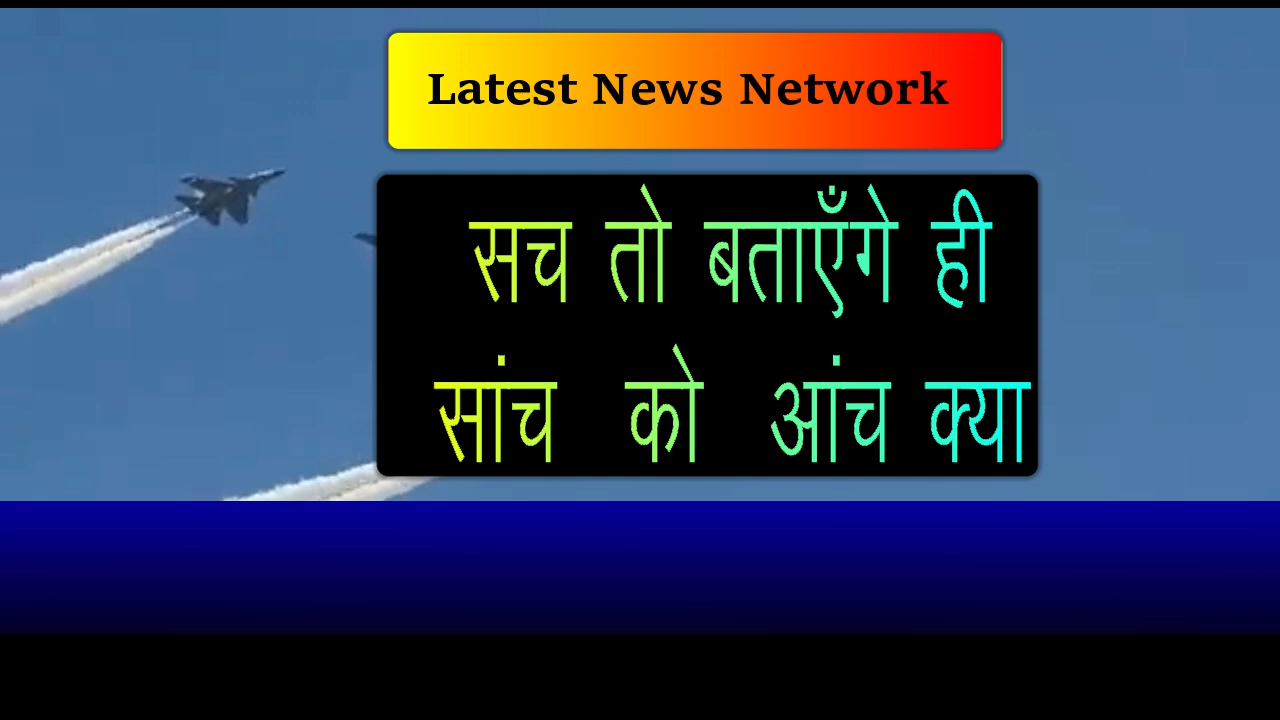 Latest News Network
सच तो बताएँगे ही
सांच को आंच क्या